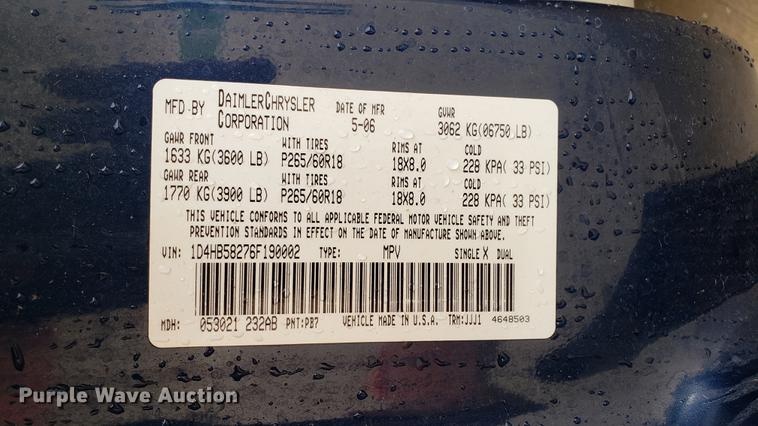 MFD BY DAIMLERCHRYSLER CORPORATION DATE OF MFR 5-06 GVWR 3062 KG(06750 LB)
GAWR FRONT WITH TIRES RIMS AT COLD
1633 KG(3600 LB) P265/60R18 18X8.0 228 KPA( 33 PSI)
GAWR REAR WITH TIRES RIMS AT COLD
1770 KG(3900 LB) P265/60R18 18X8.0 228 KPA( 33 PSI)
THIS VEHICLE CONFORMS TO ALL APPLICABLE FEDERAL MOTOR VEHICLE SAFETY AND THEFT
PREVENTION STANDARDS IN EFFECT ON THE DATE OF MANUFACTURE SHOWN ABOVE.
VIN: 1D4HB58276F190002 TYPE: MPV SINGLE X DUAL
MDH: 053021 232AB PNT:PB7 VEHICLE MADE IN U.S.A. TRM:JJJ1 4648503
Purple Wave Auction